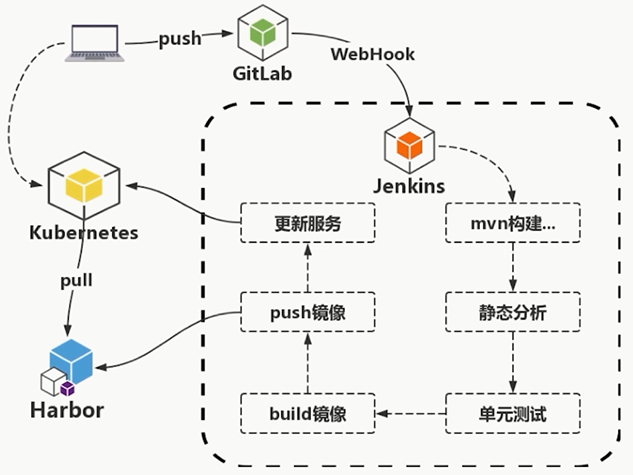 push
GitLab
WebHook
Jenkins
Kubernetes
更新服务
mvn构建...
pull
push镜像
静态分析
Harbor
build镜像
单元测试